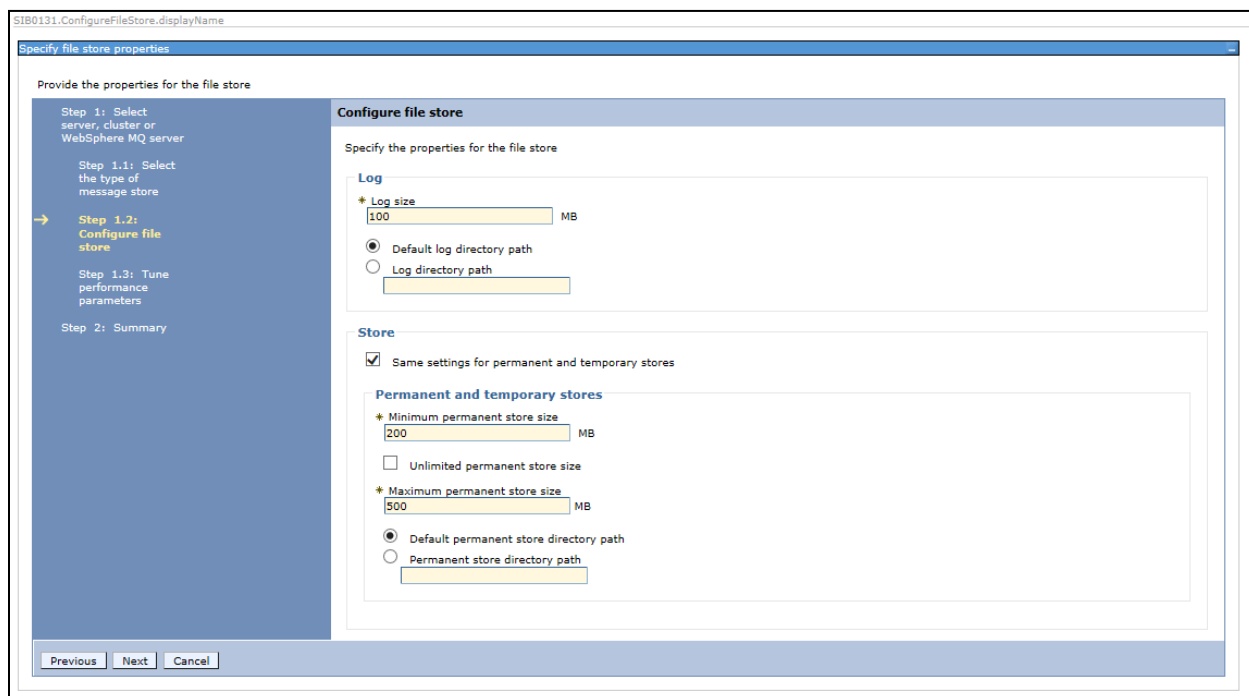 SIB0131.ConfigureFileStore.displayName
Specify file store properties
Provide the properties for the file store
Step 1: Select
server, cluster or
WebSphere MQ server
Step 1.1: Select
the type of
message store
Step 1.2:
Configure file
store
Step 1.3: Tune
performance
parameters
Step 2: Summary
Configure file store
Specify the properties for the file store
Log
* Log size
100 MB
Default log directory path
Log directory path
Store
Same settings for permanent and temporary stores
Permanent and temporary stores
* Minimum permanent store size
200 MB
Unlimited permanent store size
* Maximum permanent store size
500 MB
Default permanent store directory path
Permanent store directory path
Previous Next Cancel